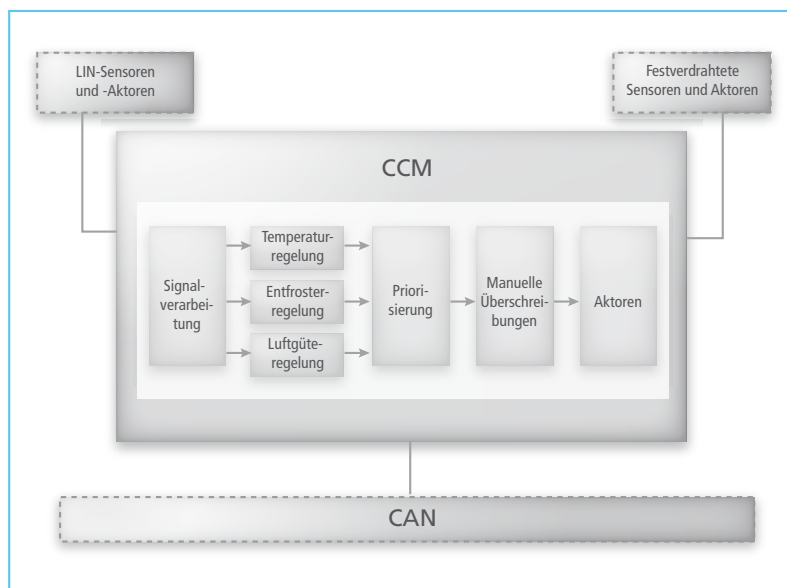 LIN-Sensoren
und -Aktoren
Festverdrahtete
Sensoren und Aktoren
CCM
Signal-
verarbei-
tung
Temperatur-
regelung
Entfroster-
regelung
Luftgüte-
regelung
Priori-
sierung
Manuelle
Überschrei-
bungen
Aktoren
CAN